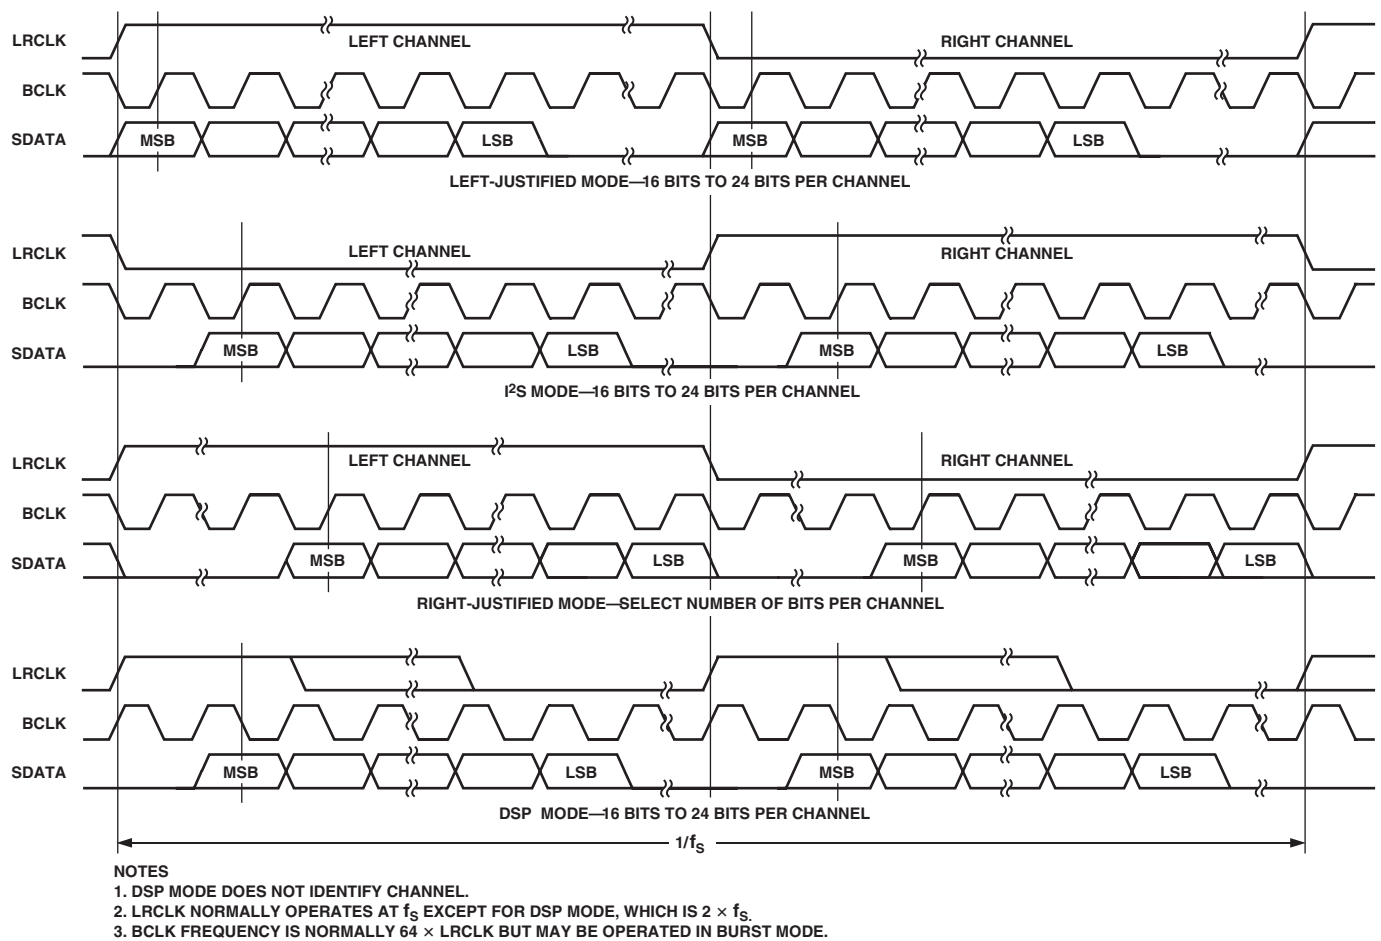 LRCLK LEFT CHANNEL RIGHT CHANNEL
BCLK
SDATA MSB LSB MSB LSB
LEFT-JUSTIFIED MODE—16 BITS TO 24 BITS PER CHANNEL
LRCLK LEFT CHANNEL RIGHT CHANNEL
BCLK
SDATA MSB LSB MSB LSB
I²S MODE—16 BITS TO 24 BITS PER CHANNEL
LRCLK LEFT CHANNEL RIGHT CHANNEL
BCLK
SDATA MSB LSB MSB LSB
RIGHT-JUSTIFIED MODE—SELECT NUMBER OF BITS PER CHANNEL
LRCLK
BCLK
SDATA MSB LSB MSB LSB
DSP MODE—16 BITS TO 24 BITS PER CHANNEL
1/fS
NOTES
1. DSP MODE DOES NOT IDENTIFY CHANNEL.
2. LRCLK NORMALLY OPERATES AT fS EXCEPT FOR DSP MODE, WHICH IS 2 × fS.
3. BCLK FREQUENCY IS NORMALLY 64 × LRCLK BUT MAY BE OPERATED IN BURST MODE.